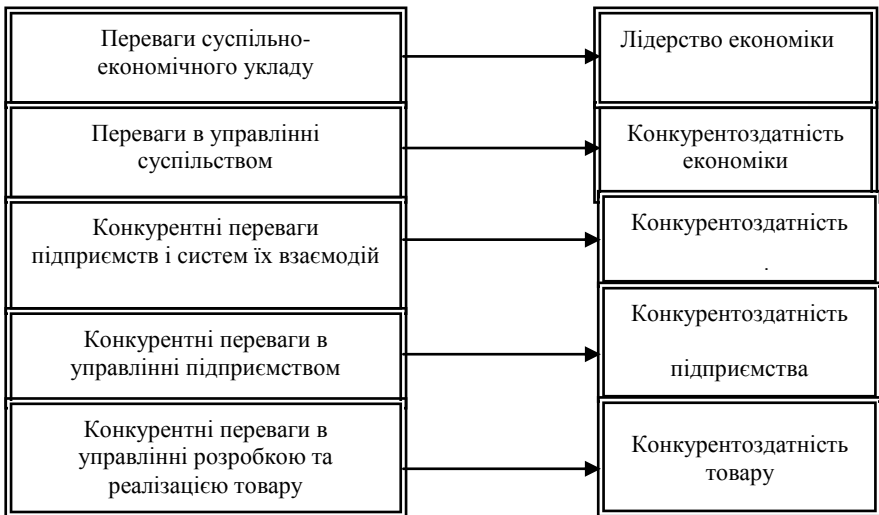 Переваги суспільно-
економічного укладу
Лідерство економіки
Переваги в управлінні
суспільством
Конкурентоздатність
економіки
Конкурентні переваги
підприємств і систем їх взаємодій
Конкурентоздатність
.
Конкурентні переваги в
управлінні підприємством
Конкурентоздатність
підприємства
Конкурентні переваги в
управлінні розробкою та
реалізацією товару
Конкурентоздатність
товару